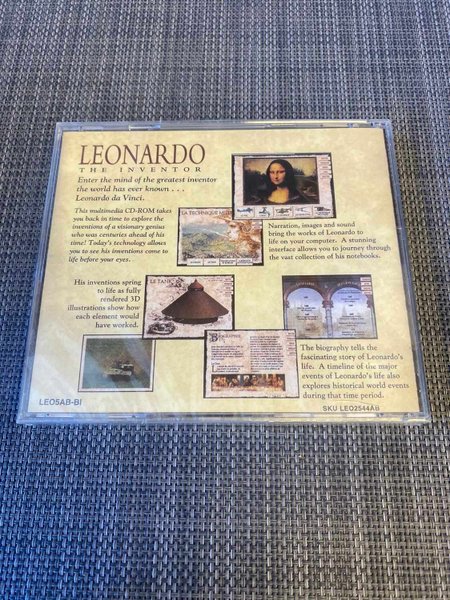 LEONARDO
THE INVENTOR
Enter the mind of the greatest inventor
the world has ever known . . .
Leonardo da Vinci.
This multimedia CD-ROM takes
you back in time to explore the
inventions of a visionary genius
who was centuries ahead of his
time! Today's technology allows
you to see his inventions come to
life before your eyes.
LA TECHNIQUE
Narration, images and sound
bring the works of Leonardo to
life on your computer. A stunning
interface allows you to journey through
the vast collection of his notebooks.
His inventions spring
to life as fully
rendered 3D
illustrations show how
each element would
have worked.
LE TANK
BIOGRAPHIE
The biography tells the
fascinating story of Leonardo's
life. A timeline of the major
events of Leonardo's life also
explores historical world events
during that time period.
LEO5AB-BI
SKU LEO2544AB